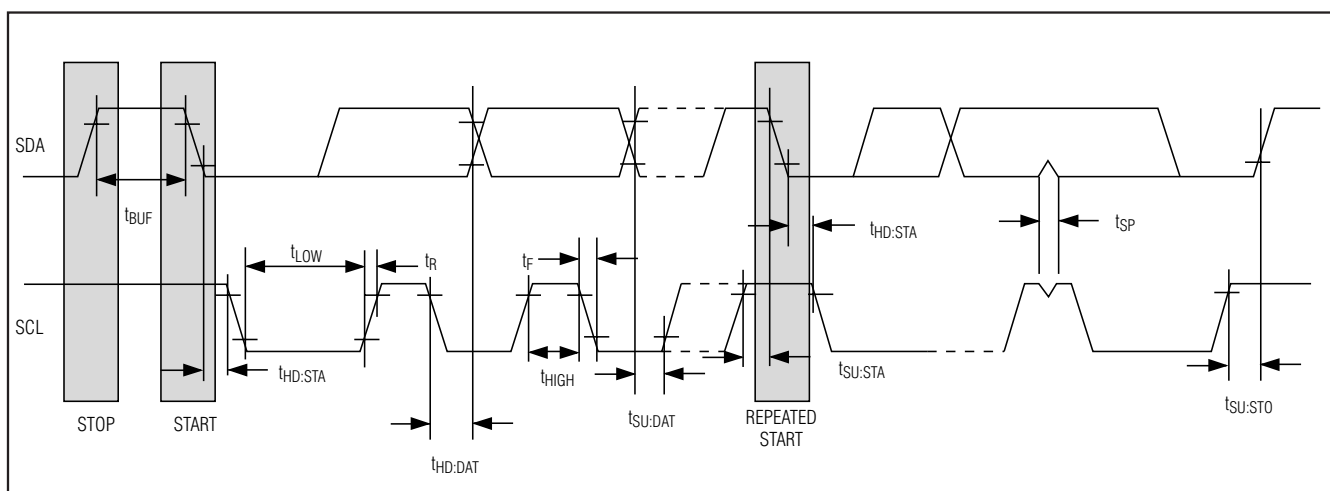 SDA
tBUF
tHD:STA
tSP
tLOW
tR
tF
SCL
tHD:STA
tHIGH
tSU:STA
tSU:DAT
tSU:STO
STOP
START
REPEATED
START
tHD:DAT